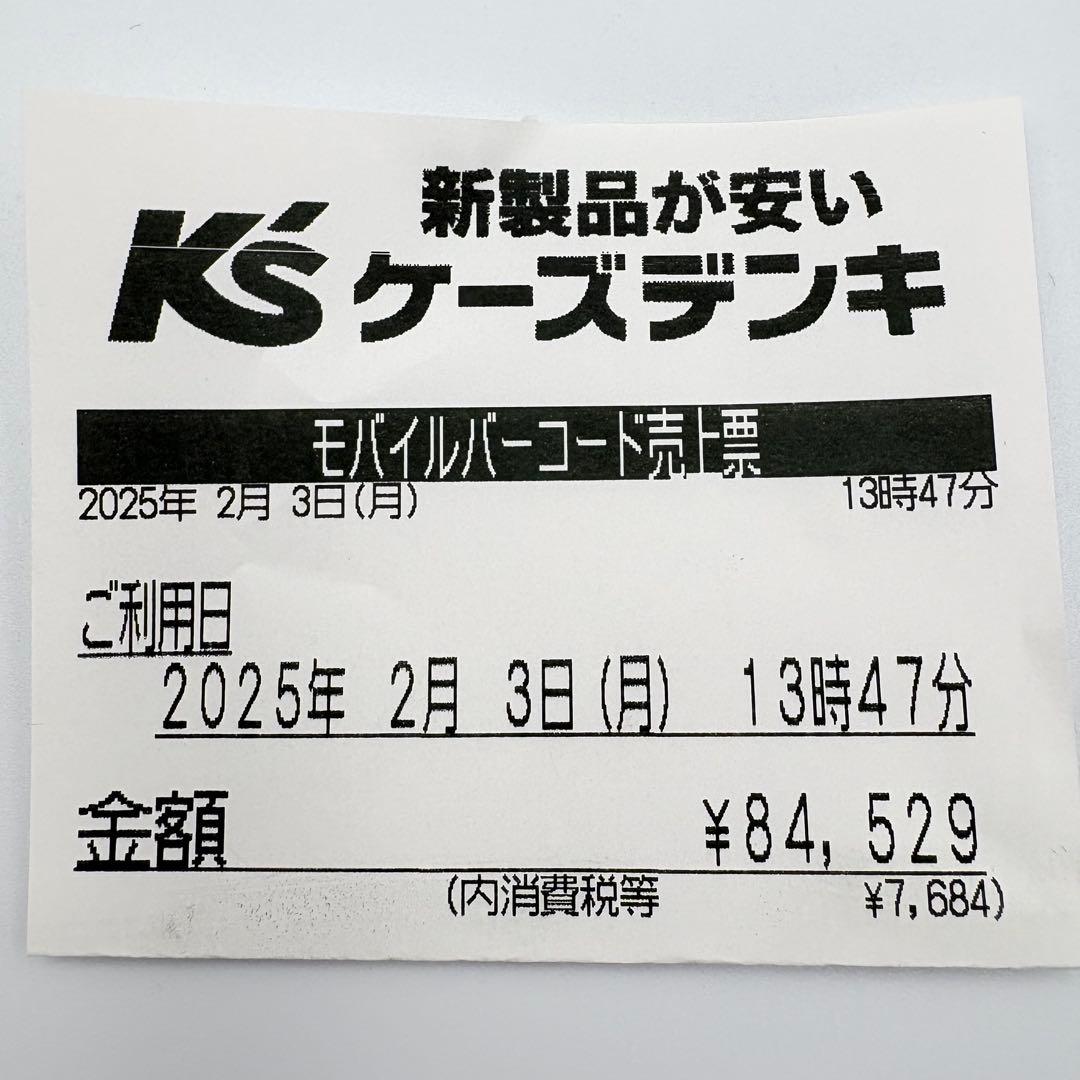 新製品が安い
K's ケーズデンキ
モバイルバーコード売上票
2025年 2月 3日(月) 13時47分
ご利用日
2025年 2月 3日(月) 13時47分
金額 ¥84,529
(内消費税等 ¥7,684)